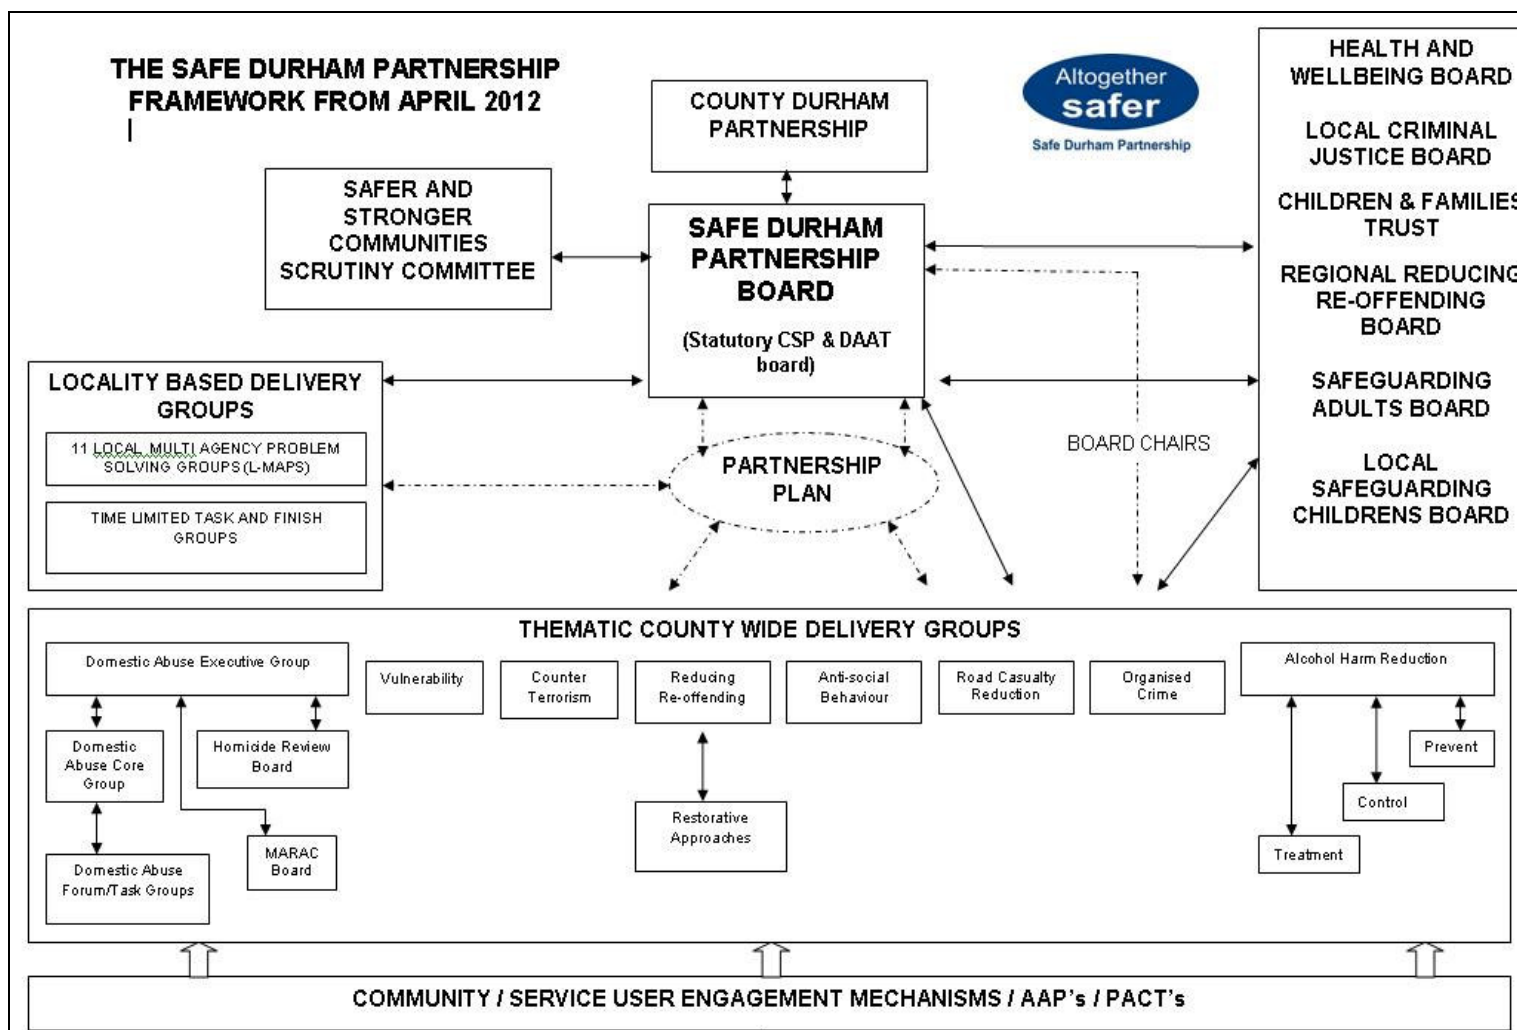 THE SAFE DURHAM PARTNERSHIP
FRAMEWORK FROM APRIL 2012
COUNTY DURHAM
PARTNERSHIP
Altogether
safer
Safe Durham Partnership
HEALTH AND
WELLBEING BOARD
LOCAL CRIMINAL
JUSTICE BOARD
CHILDREN & FAMILIES
TRUST
REGIONAL REDUCING
RE-OFFENDING
BOARD
SAFEGUARDING
ADULTS BOARD
LOCAL
SAFEGUARDING
CHILDRENS BOARD
SAFER AND
STRONGER
COMMUNITIES
SCRUTINY COMMITTEE
SAFE DURHAM
PARTNERSHIP
BOARD
(Statutory CSP & DAAT
board)
LOCALITY BASED DELIVERY
GROUPS
11 LOCAL MULTI AGENCY PROBLEM
SOLVING GROUPS (L-MAPS)
TIME LIMITED TASK AND FINISH
GROUPS
PARTNERSHIP
PLAN
BOARD CHAIRS
THEMATIC COUNTY WIDE DELIVERY GROUPS
Domestic Abuse Executive Group
Vulnerability
Counter
Terrorism
Reducing
Re-offending
Anti-social
Behaviour
Road Casualty
Reduction
Organised
Crime
Alcohol Harm Reduction
Domestic
Abuse Core
Group
Homicide Review
Board
MARAC
Board
Domestic Abuse
Forum/Task Groups
Restorative
Approaches
Prevent
Control
Treatment
COMMUNITY / SERVICE USER ENGAGEMENT MECHANISMS / AAP's / PACT's